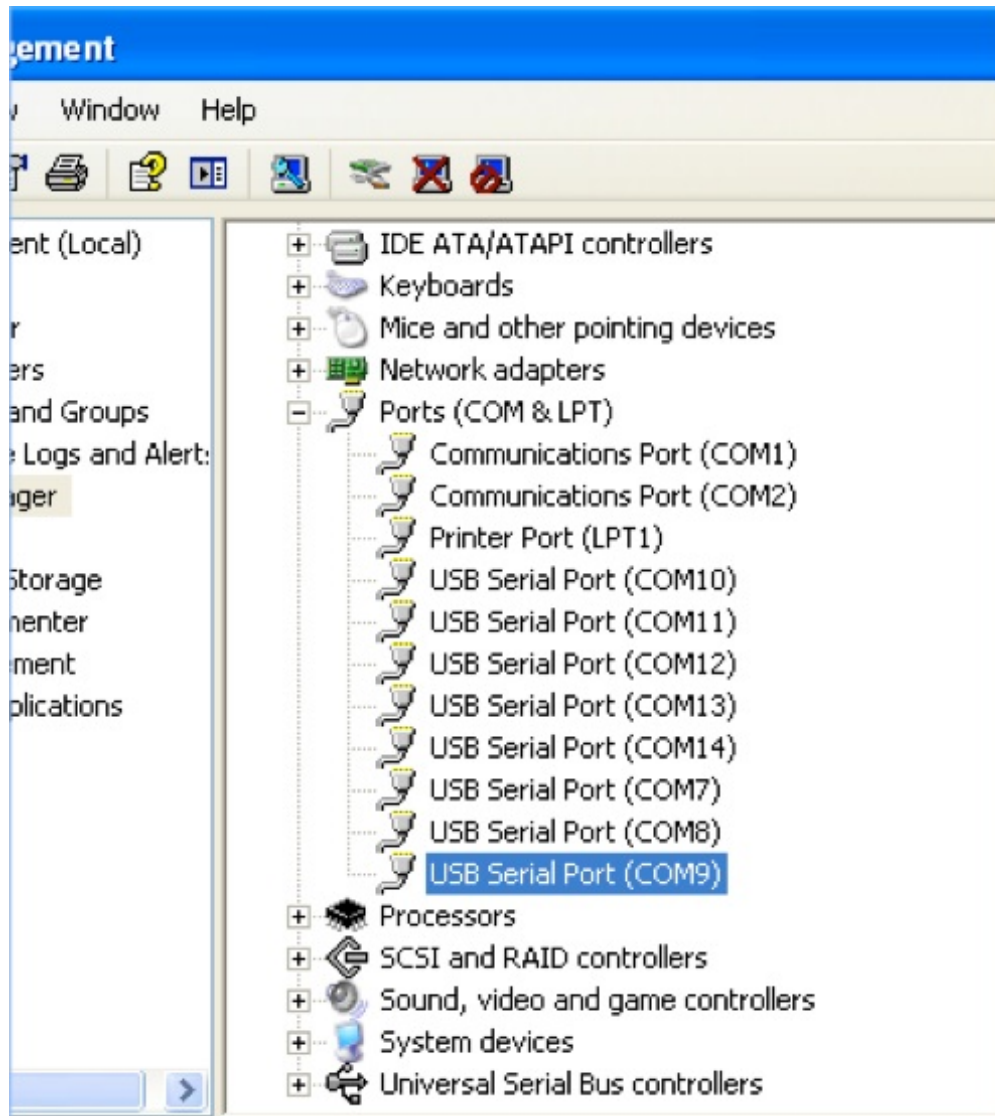 gement
Window Help
ent (Local)
r
ers
and Groups
Logs and Alert:
ager
Storage
nenter
ment
plications
IDE ATA/ATAPI controllers
Keyboards
Mice and other pointing devices
Network adapters
Ports (COM & LPT)
Communications Port (COM1)
Communications Port (COM2)
Printer Port (LPT1)
USB Serial Port (COM10)
USB Serial Port (COM11)
USB Serial Port (COM12)
USB Serial Port (COM13)
USB Serial Port (COM14)
USB Serial Port (COM7)
USB Serial Port (COM8)
USB Serial Port (COM9)
Processors
SCSI and RAID controllers
Sound, video and game controllers
System devices
Universal Serial Bus controllers